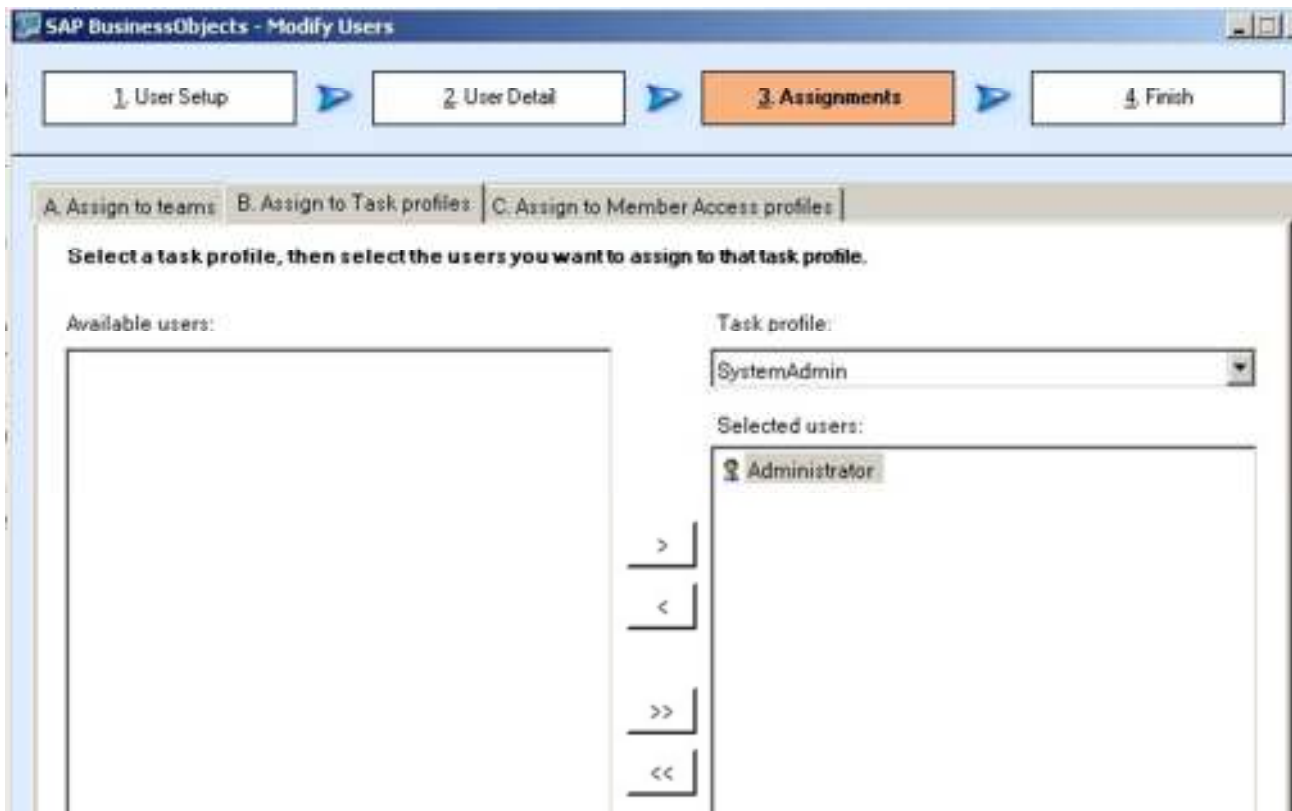 SAP BusinessObjects - Modify Users
1. User Setup
2. User Detail
3. Assignments
4. Finish
A. Assign to teams
B. Assign to Task profiles
C. Assign to Member Access profiles
Select a task profile, then select the users you want to assign to that task profile.
Available users:
Task profile:
SystemAdmin
Selected users:
Administrator
>
<
>>
<<